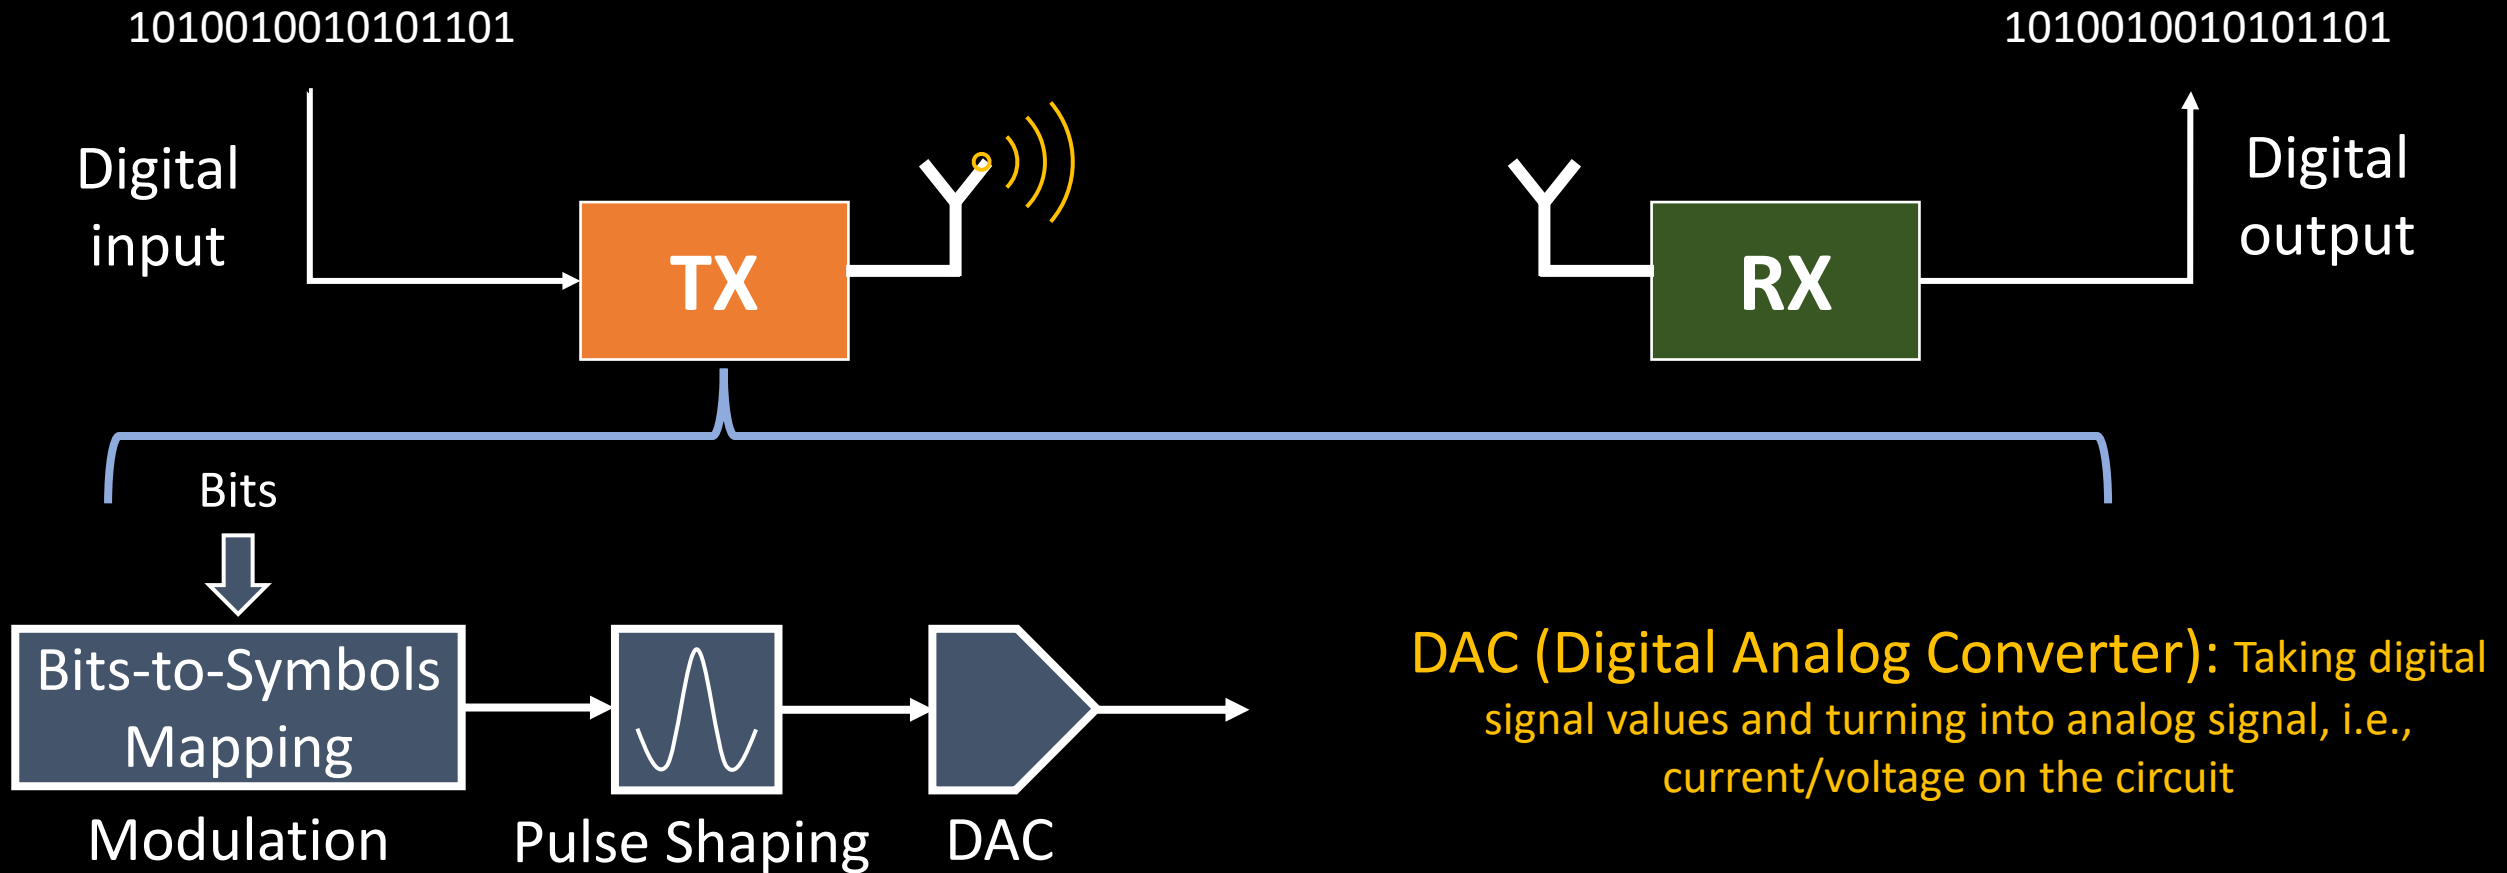 1010010010101101
1010010010101101
Digital
input
TX
RX
Digital
output
Bits
Bits-to-Symbols
Mapping
Modulation
Pulse Shaping
DAC
DAC (Digital Analog Converter): Taking digital
signal values and turning into analog signal, i.e.,
current/voltage on the circuit